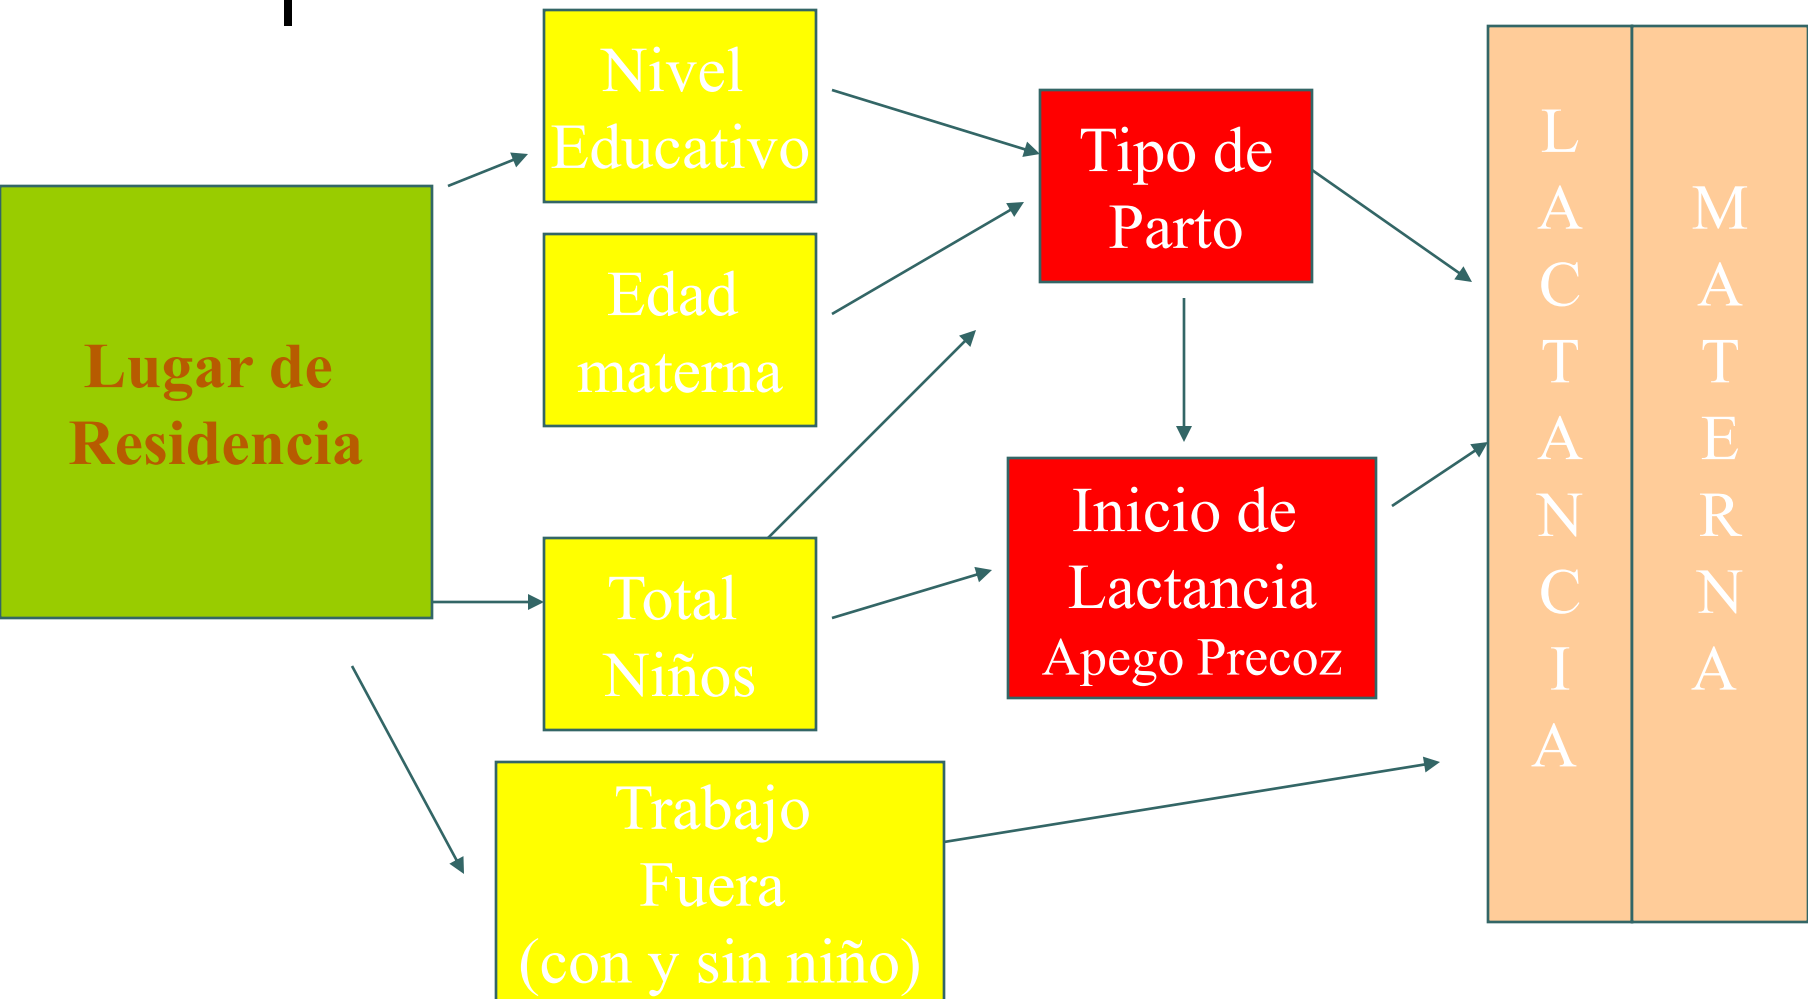 Lugar de
Residencia
Nivel
Educativo
Edad
materna
Total
Niños
Trabajo
Fuera
(con y sin niño)
Tipo de
Parto
Inicio de
Lactancia
Apego Precoz
L
A
C
T
A
N
C
I
A
M
A
T
E
R
N
A